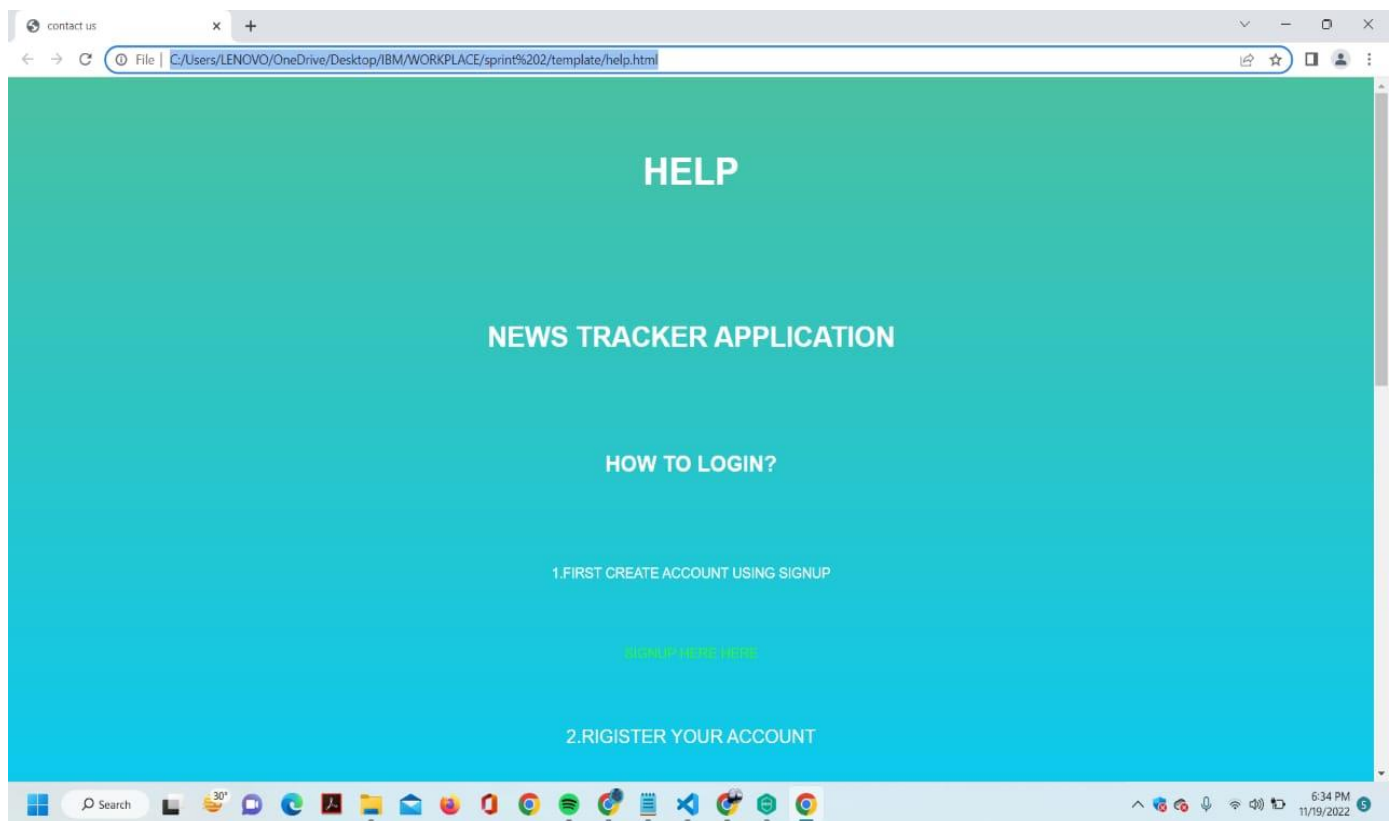 contact us
File | C:/Users/LENOVO/OneDrive/Desktop/IBM/WORKPLACE/sprint%202/template/help.html
HELP
NEWS TRACKER APPLICATION
HOW TO LOGIN?
1.FIRST CREATE ACCOUNT USING SIGNUP
SIGNUP HERE HERE
2.RIGISTER YOUR ACCOUNT
Search
30°
6:34 PM
11/19/2022
5